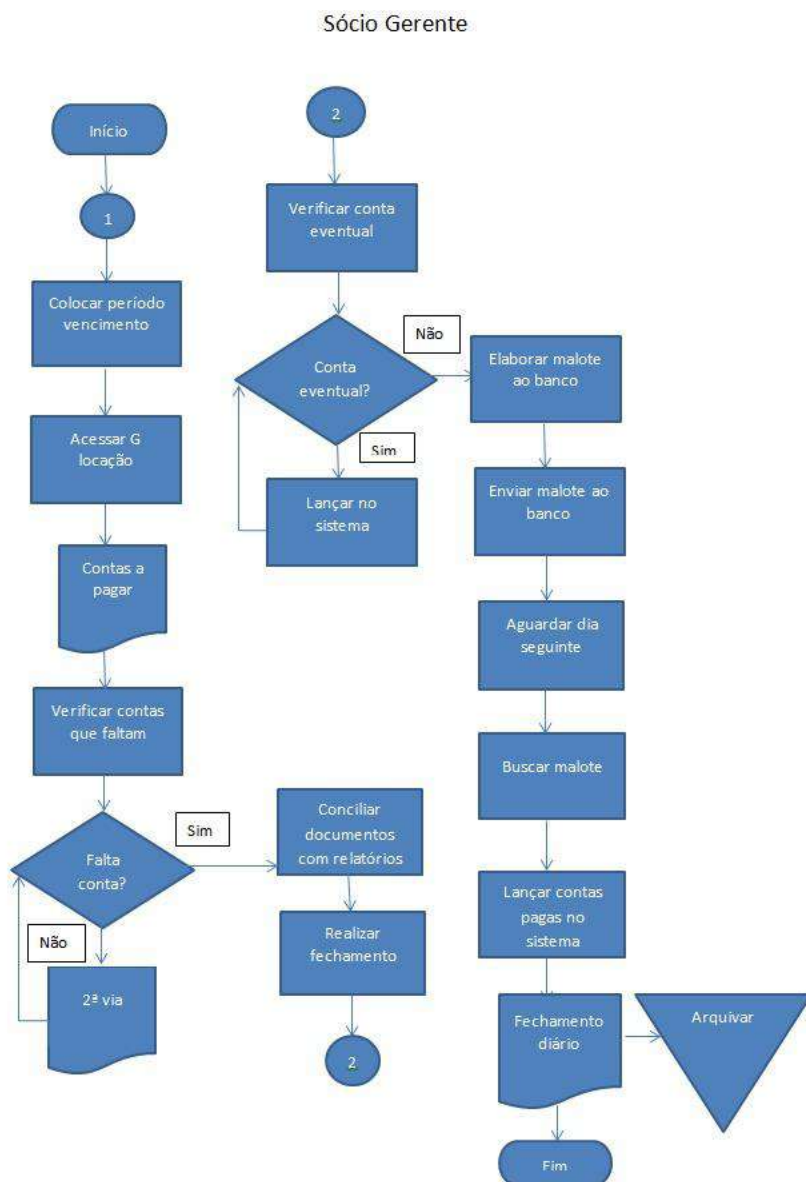 Sócio Gerente
Início
1
Colocar período
vencimento
Acessar G
locação
Contas a
pagar
Verificar contas
que faltam
Falta
conta?
Sim
Não
2ª via
Conciliar
documentos
com relatórios
Realizar
fechamento
2
2
Verificar conta
eventual
Conta
eventual?
Não
Sim
Lançar no
sistema
Elaborar malote
ao banco
Enviar malote ao
banco
Aguardar dia
seguinte
Buscar malote
Lançar contas
pagas no
sistema
Fechamento
diário
Arquivar
Fim